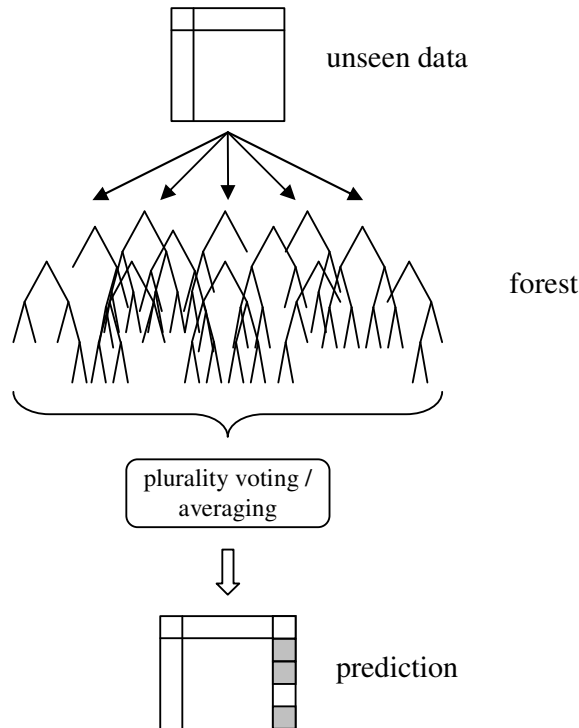 unseen data
forest
plurality voting /
averaging
prediction